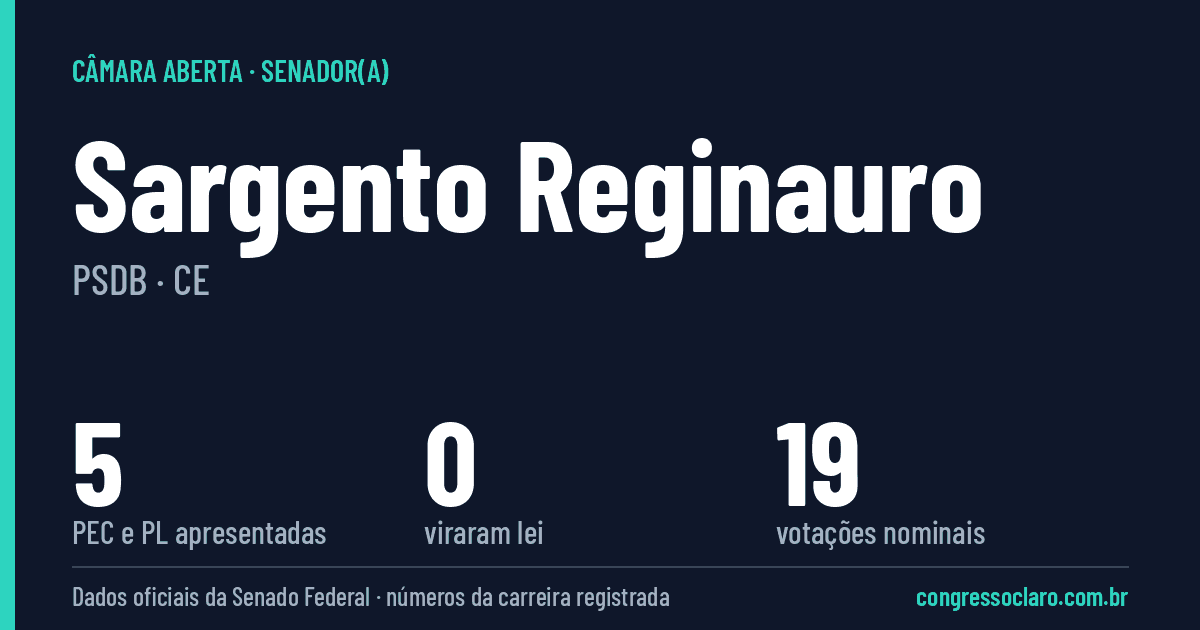 CÂMARA ABERTA · SENADOR(A)
Sargento Reginauro
PSDB · CE
5 0 19
PEC e PL apresentadas viraram lei votações nominais
Dados oficiais da Senado Federal · números da carreira registrada congressoclaro.com.br